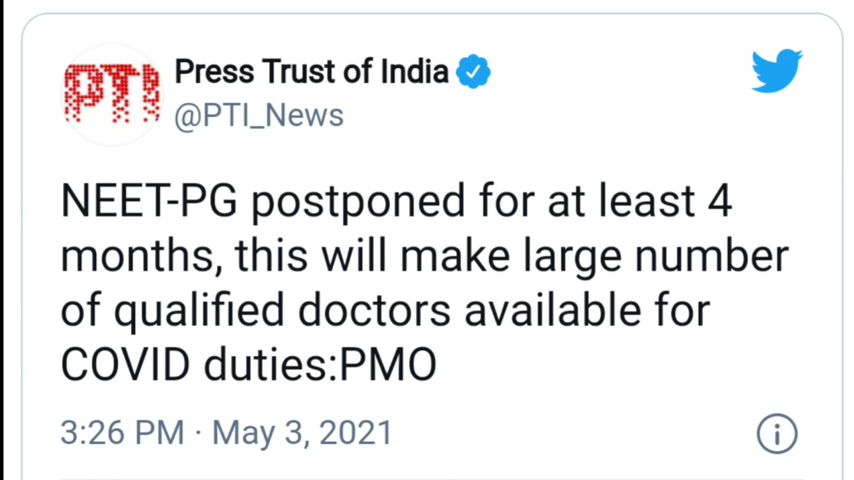 PTI
Press Trust of India
@PTI_News
NEET-PG postponed for at least 4
months, this will make large number
of qualified doctors available for
COVID duties:PMO
3:26 PM · May 3, 2021